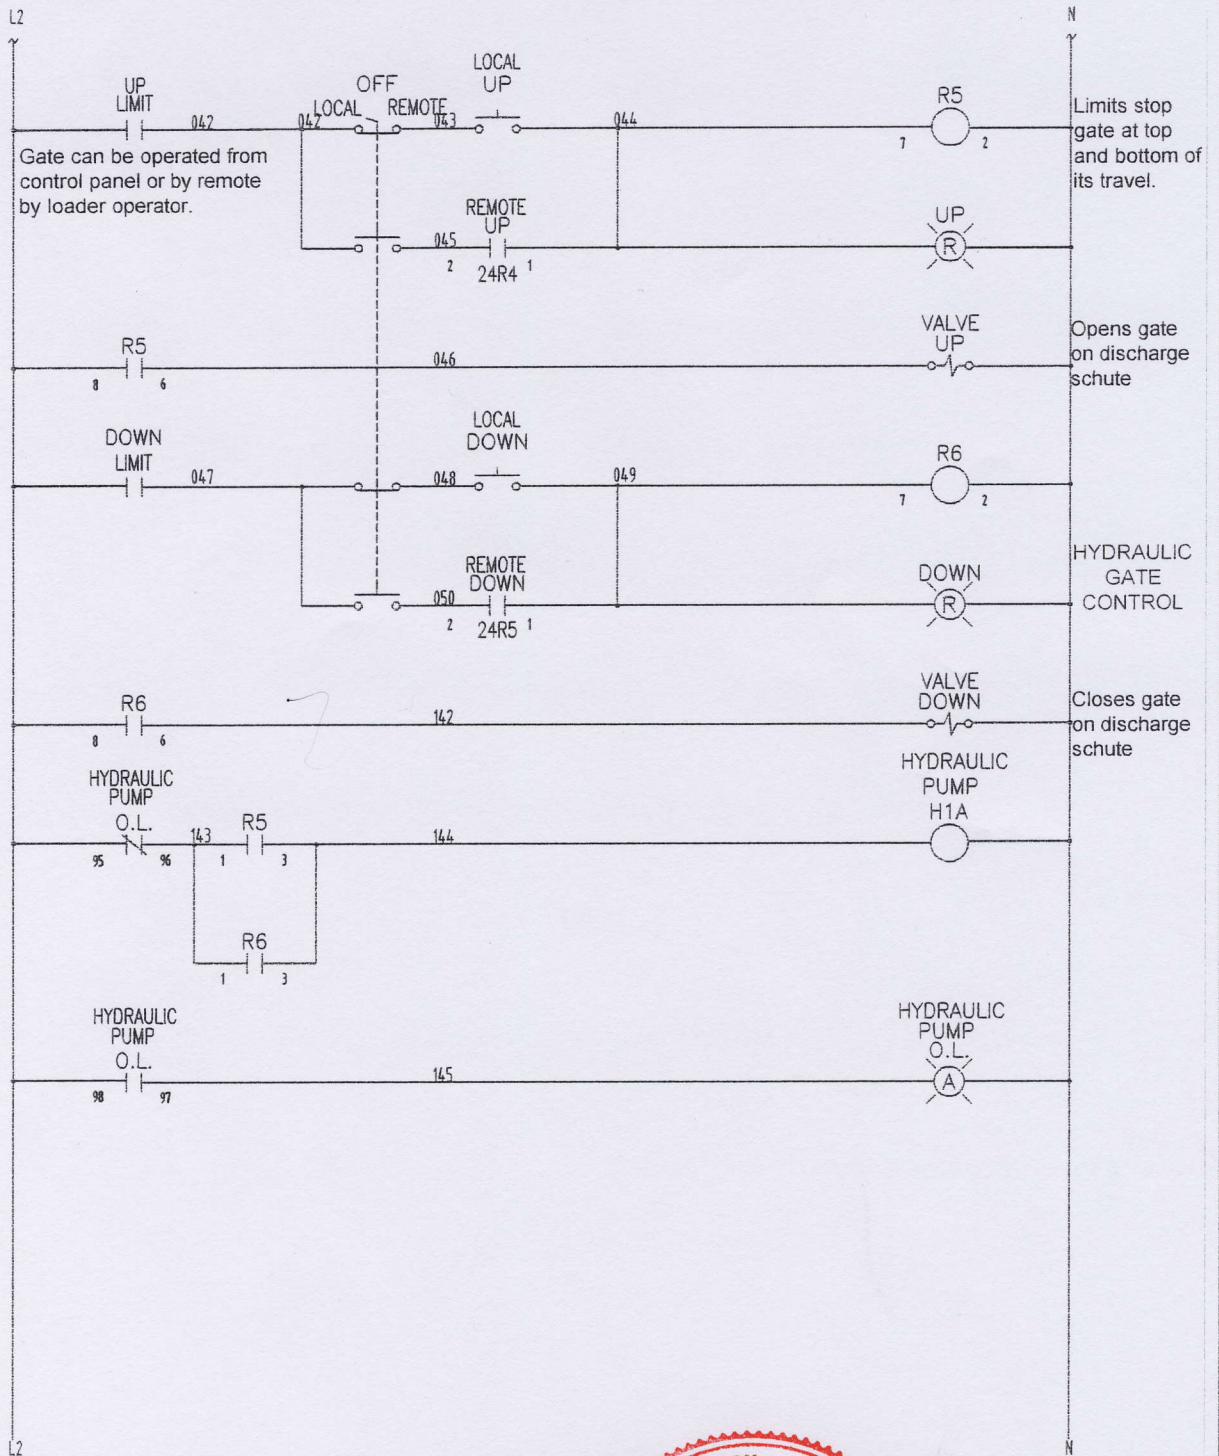 L2
N
UP
LIMIT
042
042
OFF
LOCAL
REMOTE
043
LOCAL
UP
044
R5
7
2
Limits stop
gate at top
and bottom of
its travel.
Gate can be operated from
control panel or by remote
by loader operator.
045
REMOTE
UP
2
24R4
1
UP
R
R5
8
6
046
VALVE
UP
Opens gate
on discharge
schute
DOWN
LIMIT
047
048
LOCAL
DOWN
049
R6
7
2
050
REMOTE
DOWN
2
24R5
1
DOWN
R
HYDRAULIC
GATE
CONTROL
R6
8
6
142
VALVE
DOWN
Closes gate
on discharge
schute
HYDRAULIC
PUMP
O.L.
95
96
143
R5
1
3
144
HYDRAULIC
PUMP
H1A
R6
1
3
HYDRAULIC
PUMP
O.L.
98
97
145
HYDRAULIC
PUMP
O.L.
A
L2
N